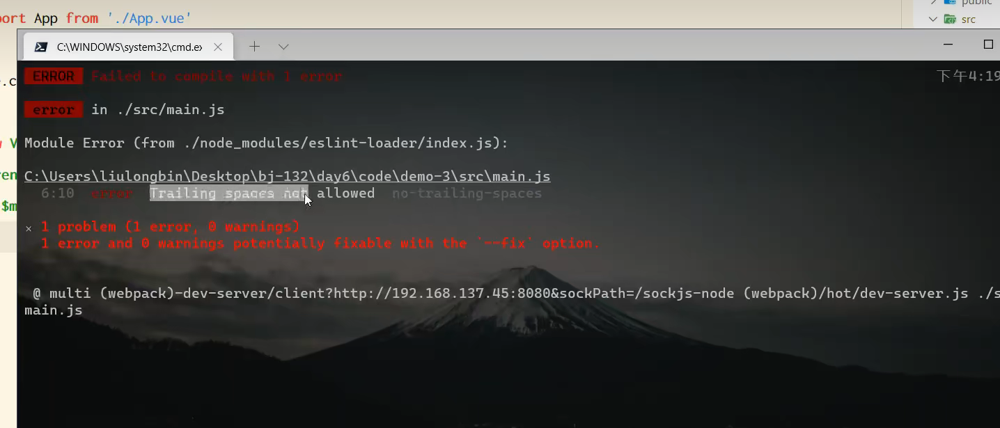 ort App from './App.vue'
public
src
C:\WINDOWS\system32\cmd.ex
ERROR Failed to compile with 1 error 下午4:19
.c
error in ./src/main.js
V
Module Error (from ./node_modules/eslint-loader/index.js):
en
C:\Users\liulongbin\Desktop\bj-132\day6\code\demo-3\src\main.js
6:10 error Trailing spaces not allowed no-trailing-spaces
$m
× 1 problem (1 error, 0 warnings)
1 error and 0 warnings potentially fixable with the `--fix` option.
@ multi (webpack)-dev-server/client?http://192.168.137.45:8080&sockPath=/sockjs-node (webpack)/hot/dev-server.js ./s
main.js